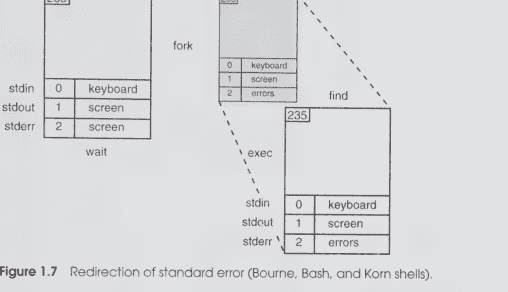 fork
0 keyboard
1 screen
2 errors
stdin 0 keyboard
stdout 1 screen
stderr 2 screen
wait
find
235
exec
stdin 0 keyboard
stdout 1 screen
stderr 2 errors
Figure 1.7 Redirection of standard error (Bourne, Bash, and Korn shells).